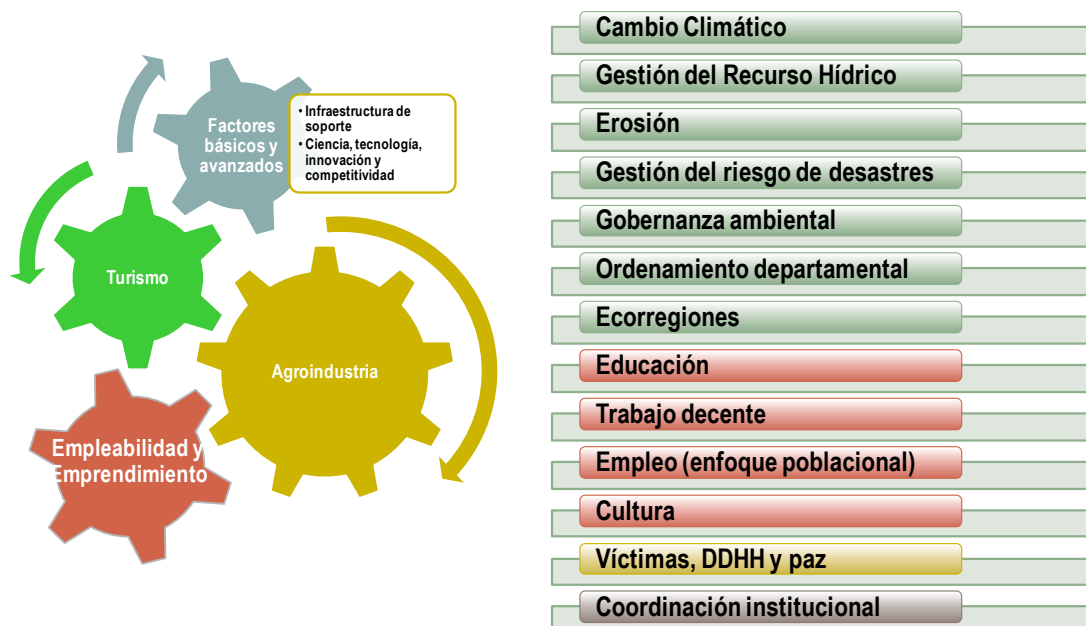 Factores
básicos y
avanzados
• Infraestructura de
soporte
• Ciencia, tecnología,
innovación y
competitividad
Turismo
Agroindustria
Empleabilidad y
Emprendimiento
Cambio Climático
Gestión del Recurso Hídrico
Erosión
Gestión del riesgo de desastres
Gobernanza ambiental
Ordenamiento departamental
Ecorregiones
Educación
Trabajo decente
Empleo (enfoque poblacional)
Cultura
Víctimas, DDHH y paz
Coordinación institucional